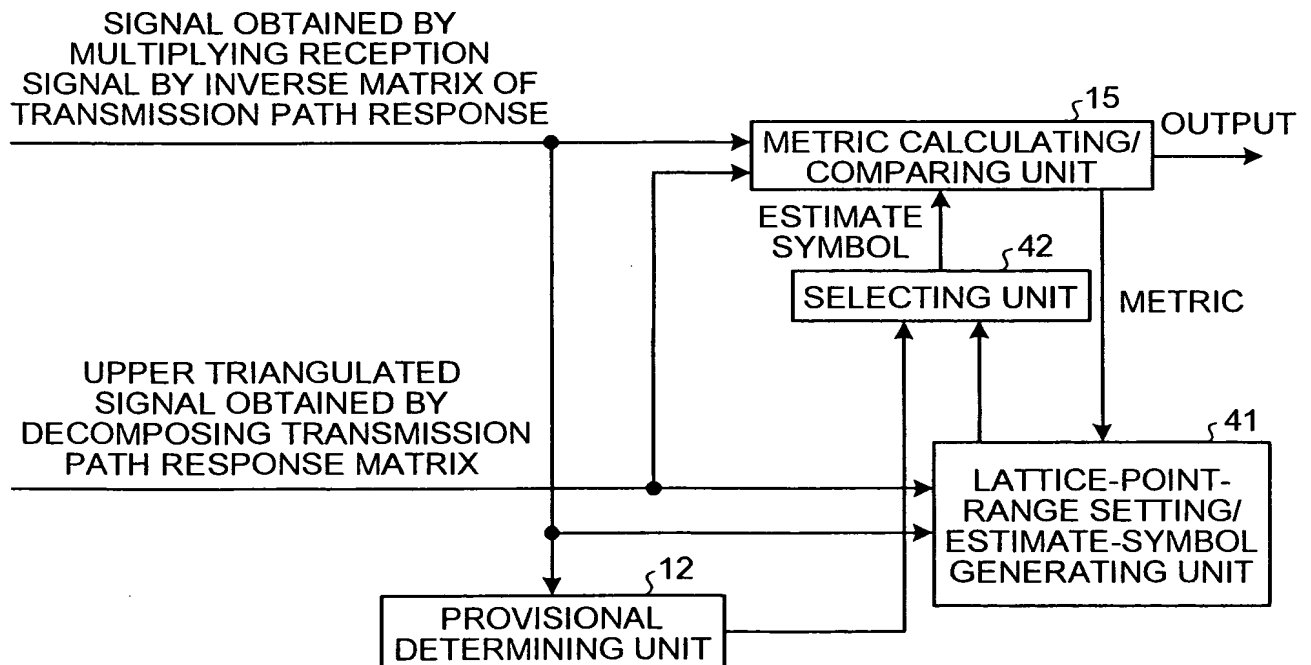 SIGNAL OBTAINED BY
MULTIPLYING RECEPTION
SIGNAL BY INVERSE MATRIX OF
TRANSMISSION PATH RESPONSE
15
METRIC CALCULATING/
COMPARING UNIT
OUTPUT
ESTIMATE
SYMBOL
42
SELECTING UNIT
METRIC
UPPER TRIANGULATED
SIGNAL OBTAINED BY
DECOMPOSING TRANSMISSION
PATH RESPONSE MATRIX
41
LATTICE-POINT-
RANGE SETTING/
ESTIMATE-SYMBOL
GENERATING UNIT
12
PROVISIONAL
DETERMINING UNIT